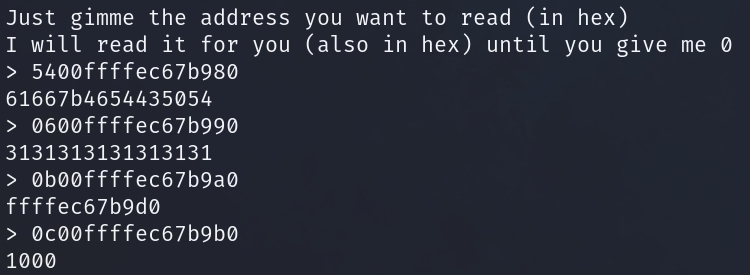 Just gimme the address you want to read (in hex)
I will read it for you (also in hex) until you give me 0
> 5400ffffec67b980
61667b4654435054
> 0600ffffec67b990
3131313131313131
> 0b00ffffec67b9a0
ffffec67b9d0
> 0c00ffffec67b9b0
1000